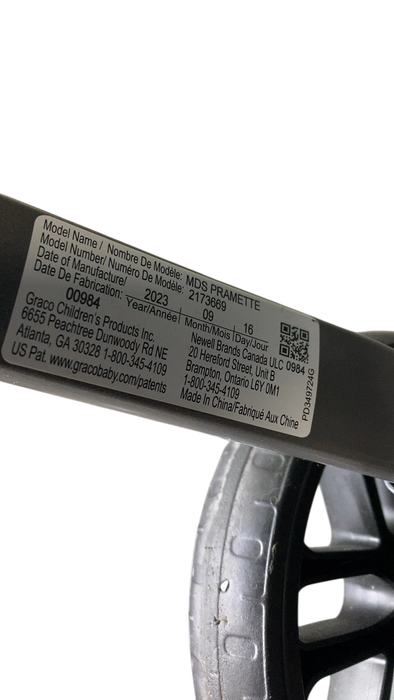 Model Name / Nombre De Modèle: MDS PRAMETTE
Model Number/ Numéro De Modèle: 2173669
Date of Manufacture/
Date De Fabrication: 2023 | 09 | 16
Year/Année | Month/Mois | Day/Jour
00984
Graco Children's Products Inc.
6655 Peachtree Dunwoody Rd NE
Atlanta, GA 30328 1-800-345-4109
US Pat. www.gracobaby.com/patents
Newell Brands Canada ULC 0984
20 Hereford Street, Unit B
Brampton, Ontario L6Y 0M1
1-800-345-4109
Made In China/Fabriqué Aux Chine
PD349724G